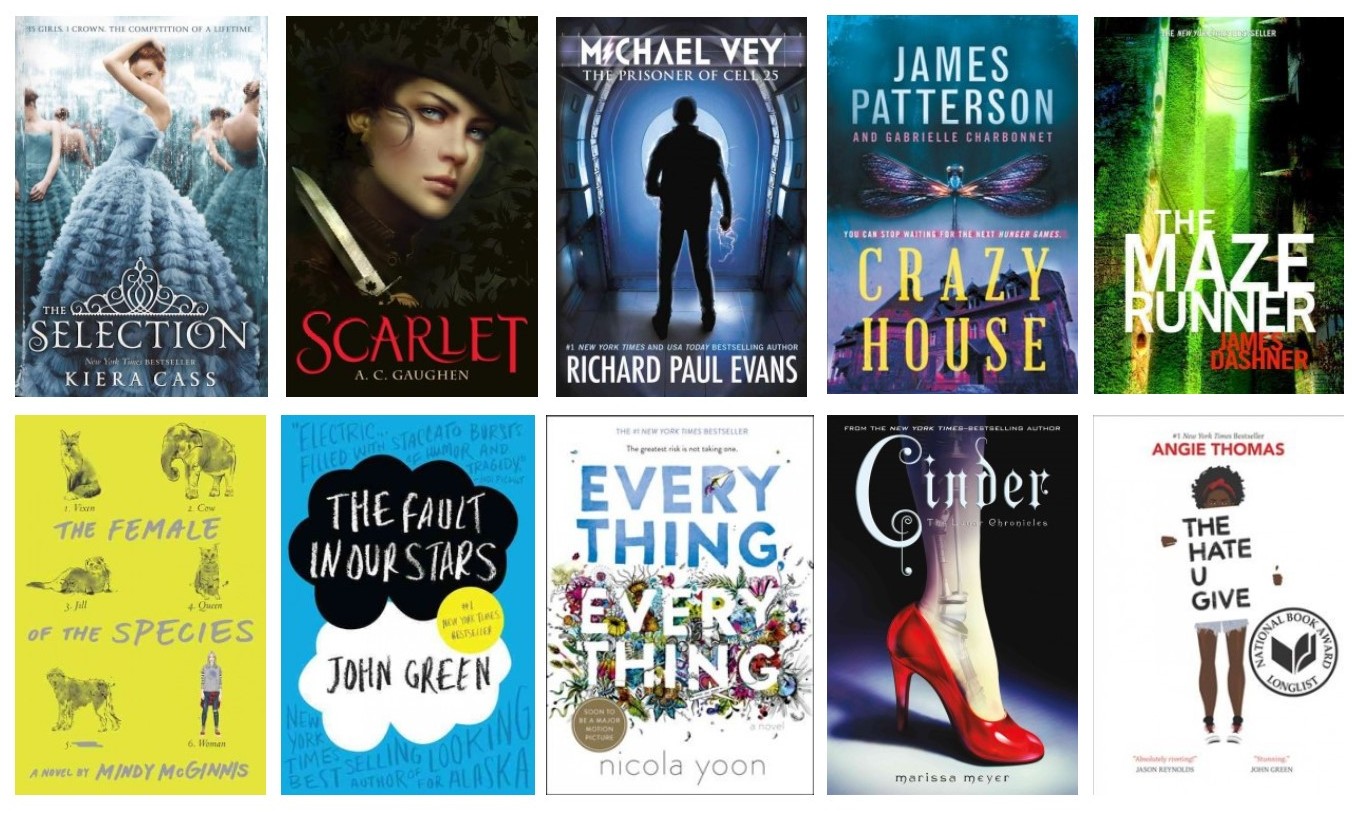 35 GIRLS. 1 CROWN. THE COMPETITION OF A LIFETIME.
THE
SELECTION
New York Times BESTSELLER
KIERA CASS
SCARLET
A. C. GAUGHEN
MICHAEL VEY
THE PRISONER OF CELL 25
#1 NEW YORK TIMES AND USA TODAY BESTSELLING AUTHOR
RICHARD PAUL EVANS
JAMES
PATTERSON
AND GABRIELLE CHARBONNET
YOU CAN STOP WAITING FOR THE NEXT HUNGER GAMES.
CRAZY
HOUSE
THE NEW YORK TIMES BESTSELLER
THE
MAZE
RUNNER
JAMES
DASHNER
1. Vixen
2. Cow
THE FEMALE
3. Jill
4. Queen
OF THE SPECIES
5.
6. Woman
A NOVEL BY MINDY McGINNIS
"ELECTRIC... STACCATO BURSTS
FILLED WITH OF HUMOR AND
TRAGEDY."
THE FAULT
IN OUR STARS
#1
NEW YORK TIMES
BESTSELLER
JOHN GREEN
NEW
YORK
TIMES
BEST SELLING
AUTHOR OF
LOOKING
FOR ALASKA
THE #1 NEW YORK TIMES BESTSELLER
The greatest risk is not taking one.
EVERY
THING,
EVERY
THING
SOON TO
BE A MAJOR
MOTION
PICTURE
a novel
nicola yoon
FROM THE NEW YORK TIMES–BESTSELLING AUTHOR
Cinder
The Lunar Chronicles
marissa meyer
#1 New York Times Bestseller
ANGIE THOMAS
THE
HATE
U
GIVE
NATIONAL BOOK AWARD
LONGLIST
"Absolutely riveting!"
JASON REYNOLDS
"Stunning."
JOHN GREEN